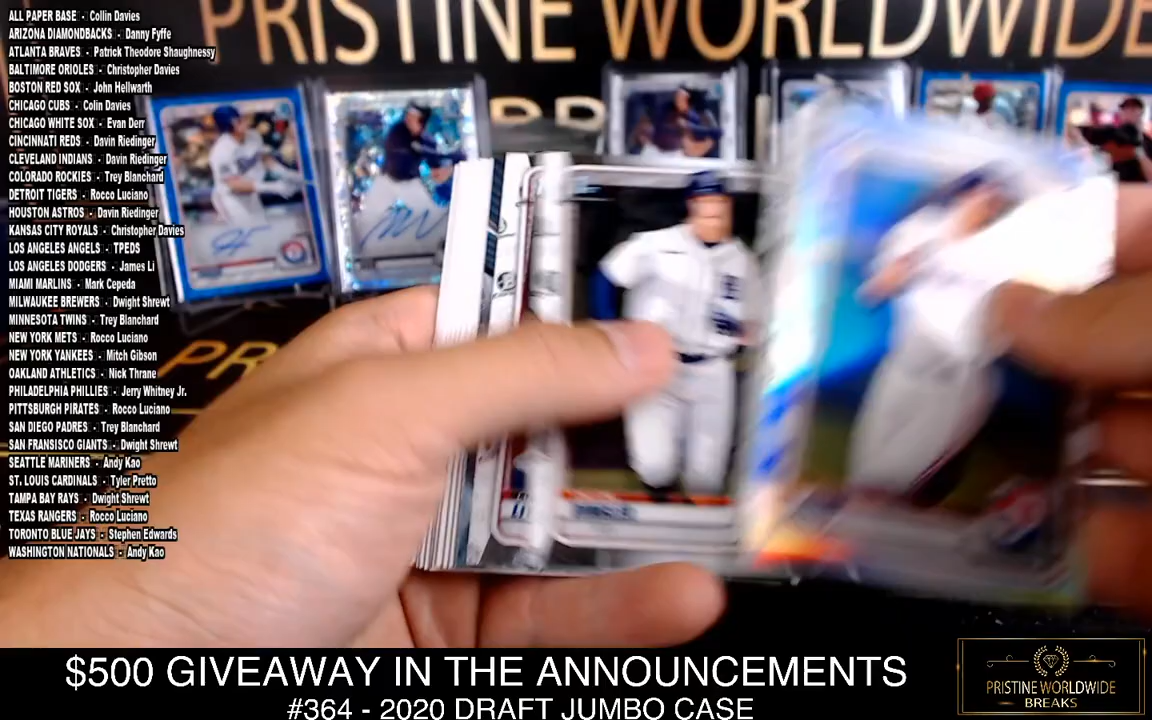 PRISTINE WORLDWIDE
ALL PAPER BASE - Collin Davies
ARIZONA DIAMONDBACKS - Danny Fyffe
ATLANTA BRAVES - Patrick Theodore Shaughnessy
BALTIMORE ORIOLES - Christopher Davies
BOSTON RED SOX - John Hellwarth
CHICAGO CUBS - Colin Davies
CHICAGO WHITE SOX - Evan Derr
CINCINATTI REDS - Davin Riedinger
CLEVELAND INDIANS - Davin Riedinger
COLORADO ROCKIES - Trey Blanchard
DETROIT TIGERS - Rocco Luciano
HOUSTON ASTROS - Davin Riedinger
KANSAS CITY ROYALS - Christopher Davies
LOS ANGELES ANGELS - TPEDS
LOS ANGELES DODGERS - James Li
MIAMI MARLINS - Mark Cepeda
MILWAUKEE BREWERS - Dwight Shrewt
MINNESOTA TWINS - Trey Blanchard
NEW YORK METS - Rocco Luciano
NEW YORK YANKEES - Mitch Gibson
OAKLAND ATHLETICS - Nick Thrane
PHILADELPHIA PHILLIES - Jerry Whitney Jr.
PITTSBURGH PIRATES - Rocco Luciano
SAN DIEGO PADRES - Trey Blanchard
SAN FRANSISCO GIANTS - Dwight Shrewt
SEATTLE MARINERS - Andy Kao
ST. LOUIS CARDINALS - Tyler Pretto
TAMPA BAY RAYS - Dwight Shrewt
TEXAS RANGERS - Rocco Luciano
TORONTO BLUE JAYS - Stephen Edwards
WASHINGTON NATIONALS - Andy Kao
PR
DINGLER
$500 GIVEAWAY IN THE ANNOUNCEMENTS
#364 - 2020 DRAFT JUMBO CASE
PRISTINE WORLDWIDE
BREAKS